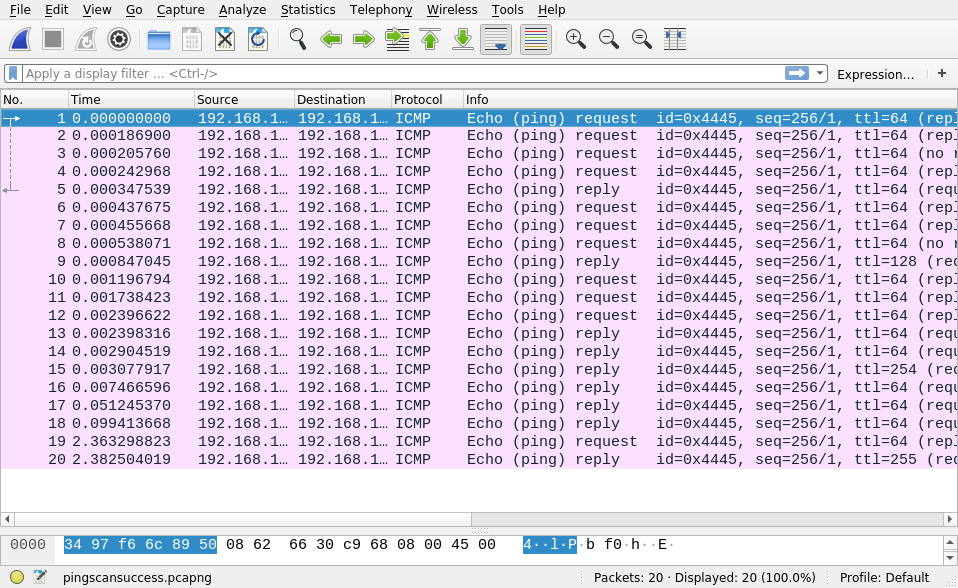 File Edit View Go Capture Analyze Statistics Telephony Wireless Tools Help
Apply a display filter ... <Ctrl-/> Expression... +
No. Time Source Destination Protocol Info
1 0.000000000 192.168.1... 192.168.1... ICMP Echo (ping) request id=0x4445, seq=256/1, ttl=64 (repl
2 0.000186900 192.168.1... 192.168.1... ICMP Echo (ping) request id=0x4445, seq=256/1, ttl=64 (repl
3 0.000205760 192.168.1... 192.168.1... ICMP Echo (ping) request id=0x4445, seq=256/1, ttl=64 (no r
4 0.000242968 192.168.1... 192.168.1... ICMP Echo (ping) request id=0x4445, seq=256/1, ttl=64 (repl
5 0.000347539 192.168.1... 192.168.1... ICMP Echo (ping) reply id=0x4445, seq=256/1, ttl=64 (requ
6 0.000437675 192.168.1... 192.168.1... ICMP Echo (ping) request id=0x4445, seq=256/1, ttl=64 (repl
7 0.000455668 192.168.1... 192.168.1... ICMP Echo (ping) request id=0x4445, seq=256/1, ttl=64 (repl
8 0.000538071 192.168.1... 192.168.1... ICMP Echo (ping) request id=0x4445, seq=256/1, ttl=64 (no r
9 0.000847045 192.168.1... 192.168.1... ICMP Echo (ping) reply id=0x4445, seq=256/1, ttl=128 (req
10 0.001196794 192.168.1... 192.168.1... ICMP Echo (ping) request id=0x4445, seq=256/1, ttl=64 (repl
11 0.001738423 192.168.1... 192.168.1... ICMP Echo (ping) request id=0x4445, seq=256/1, ttl=64 (repl
12 0.002396622 192.168.1... 192.168.1... ICMP Echo (ping) request id=0x4445, seq=256/1, ttl=64 (repl
13 0.002398316 192.168.1... 192.168.1... ICMP Echo (ping) reply id=0x4445, seq=256/1, ttl=64 (requ
14 0.002904519 192.168.1... 192.168.1... ICMP Echo (ping) reply id=0x4445, seq=256/1, ttl=64 (requ
15 0.003077917 192.168.1... 192.168.1... ICMP Echo (ping) reply id=0x4445, seq=256/1, ttl=254 (req
16 0.007466596 192.168.1... 192.168.1... ICMP Echo (ping) reply id=0x4445, seq=256/1, ttl=64 (requ
17 0.051245370 192.168.1... 192.168.1... ICMP Echo (ping) reply id=0x4445, seq=256/1, ttl=64 (requ
18 0.099413668 192.168.1... 192.168.1... ICMP Echo (ping) reply id=0x4445, seq=256/1, ttl=64 (requ
19 2.363298823 192.168.1... 192.168.1... ICMP Echo (ping) request id=0x4445, seq=256/1, ttl=64 (repl
20 2.382504019 192.168.1... 192.168.1... ICMP Echo (ping) reply id=0x4445, seq=256/1, ttl=255 (req
0000 34 97 f6 6c 89 50 08 62 66 30 c9 68 08 00 45 00 4··l·P·b f0·h··E·
pingscansuccess.pcapng Packets: 20 · Displayed: 20 (100.0%) Profile: Default